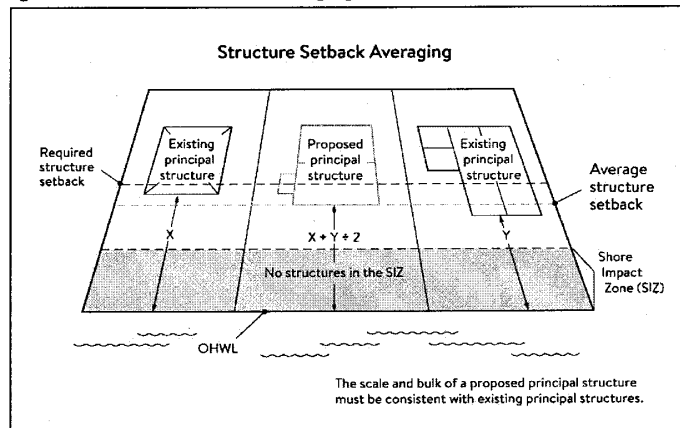 Structure Setback Averaging
Existing
principal
structure
Proposed
principal
structure
Existing
principal
structure
Required
structure
setback
Average
structure
setback
X
X + Y ÷ 2
Y
No structures in the SIZ
Shore
Impact
Zone (SIZ)
OHWL
The scale and bulk of a proposed principal structure
must be consistent with existing principal structures.